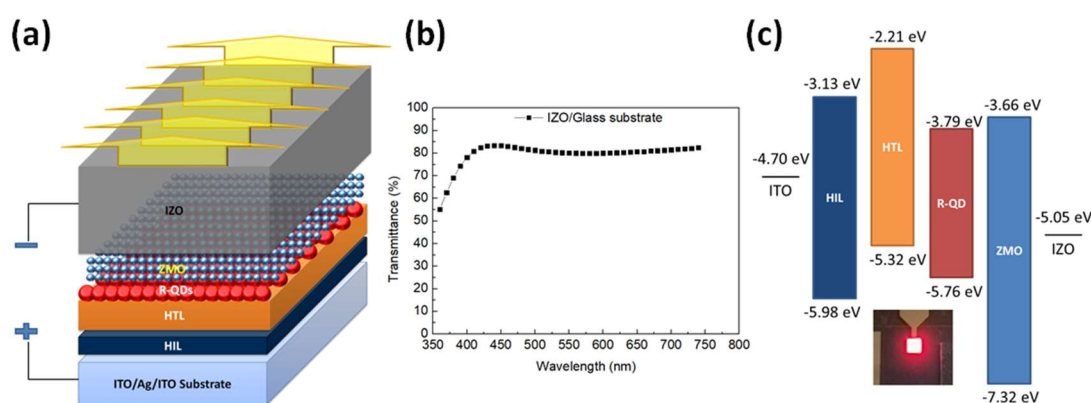 (a)
IZO
ZMO
R-QDs
HTL
HIL
ITO/Ag/ITO Substrate
(b)
100
90
80
70
60
50
40
30
20
10
0
Transmittance (%)
IZO/Glass substrate
350 400 450 500 550 600 650 700 750 800
Wavelength (nm)
(c)
-2.21 eV
-3.13 eV
-3.66 eV
-3.79 eV
-4.70 eV
ITO
HIL
HTL
R-QD
ZMO
-5.05 eV
IZO
-5.32 eV
-5.76 eV
-5.98 eV
-7.32 eV